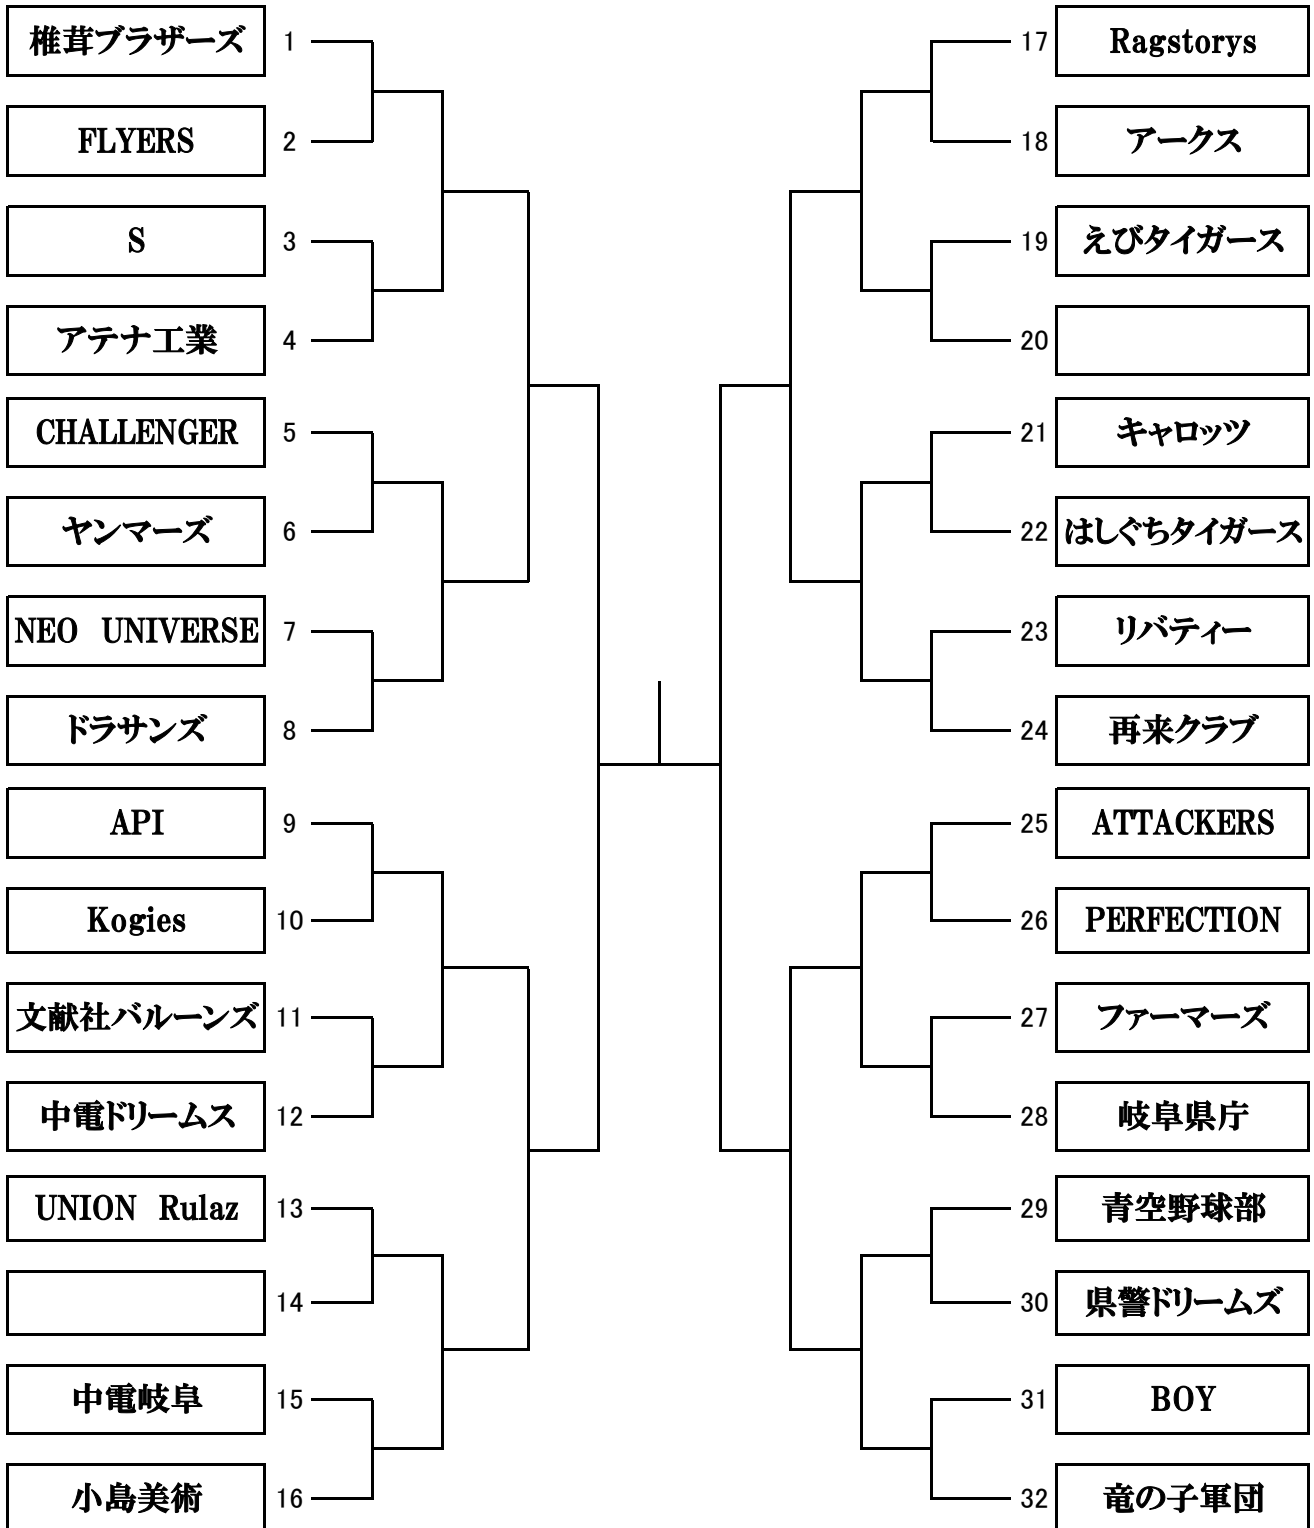 椎茸ブラザーズ 1
FLYERS 2
S 3
アテナ工業 4
CHALLENGER 5
ヤンマーズ 6
NEO　UNIVERSE 7
ドラサンズ 8
API 9
Kogies 10
文献社バルーンズ 11
中電ドリームス 12
UNION　Rulaz 13
14
中電岐阜 15
小島美術 16
17 Ragstorys
18 アークス
19 えびタイガース
20
21 キャロッツ
22 はしぐちタイガース
23 リバティー
24 再来クラブ
25 ATTACKERS
26 PERFECTION
27 ファーマーズ
28 岐阜県庁
29 青空野球部
30 県警ドリームズ
31 BOY
32 竜の子軍団